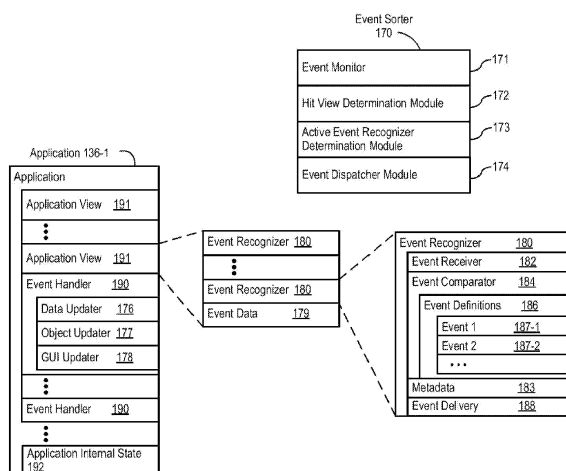 Event Sorter
170
Event Monitor
171
Hit View Determination Module
172
Active Event Recognizer
Determination Module
173
Event Dispatcher Module
174
Application 136-1
Application
Application View 191
Application View 191
Event Handler 190
Data Updater 176
Object Updater 177
GUI Updater 178
Event Handler 190
Application Internal State
192
Event Recognizer 180
Event Recognizer 180
Event Data 179
Event Recognizer 180
Event Receiver 182
Event Comparator 184
Event Definitions 186
Event 1 187-1
Event 2 187-2
Metadata 183
Event Delivery 188